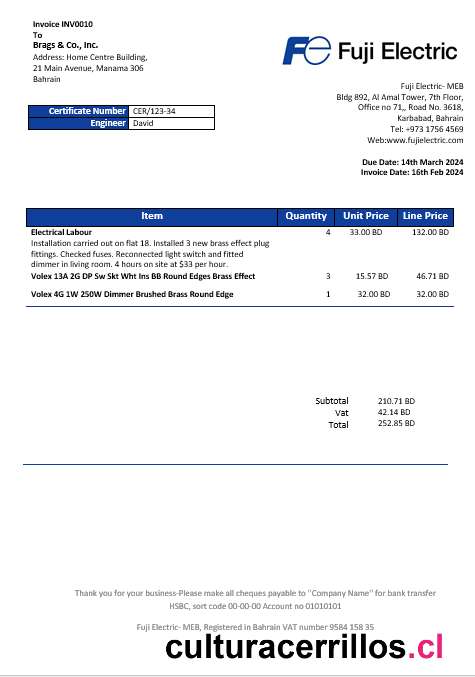 Invoice INV0010
To
Brags & Co., Inc.
Address: Home Centre Building,
21 Main Avenue, Manama 306
Bahrain
Fe Fuji Electric
Fuji Electric- MEB
Bldg 892, Al Amal Tower, 7th Floor,
Office no 71,, Road No. 3618,
Karbabad, Bahrain
Tel: +973 1756 4569
Web:www.fujielectric.com
Certificate Number CER/123-34
Engineer David
Due Date: 14th March 2024
Invoice Date: 16th Feb 2024
Item Quantity Unit Price Line Price
Electrical Labour 4 33.00 BD 132.00 BD
Installation carried out on flat 18. Installed 3 new brass effect plug
fittings. Checked fuses. Reconnected light switch and fitted
dimmer in living room. 4 hours on site at $33 per hour.
Volex 13A 2G DP Sw Skt Wht Ins BB Round Edges Brass Effect 3 15.57 BD 46.71 BD
Volex 4G 1W 250W Dimmer Brushed Brass Round Edge 1 32.00 BD 32.00 BD
Subtotal 210.71 BD
Vat 42.14 BD
Total 252.85 BD
Thank you for your business-Please make all cheques payable to "Company Name" for bank transfer
HSBC, sort code 00-00-00 Account no 01010101
Fuji Electric- MEB, Registered in Bahrain VAT number 9584 158 35
culturacerrillos.cl